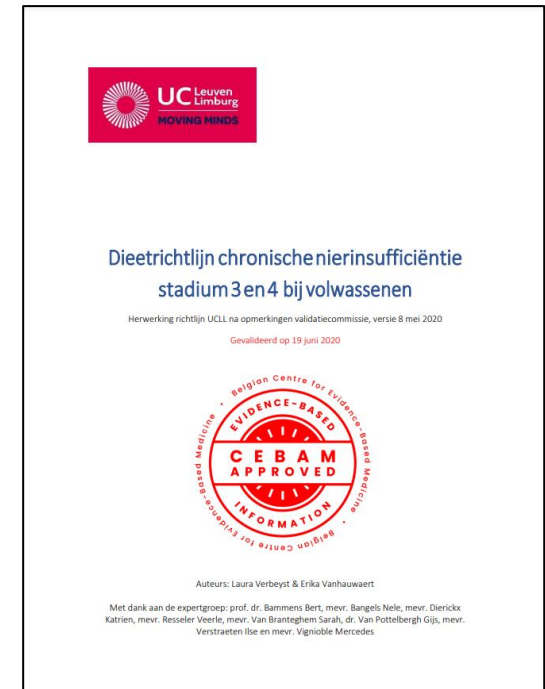 UC Leuven
Limburg
MOVING MINDS
Dieetrichtlijn chronische nierinsufficiëntie
stadium 3 en 4 bij volwassenen
Herwerking richtlijn UCLL na opmerkingen validatiecommissie, versie 8 mei 2020
Gevalideerd op 19 juni 2020
Belgian Centre for Evidence-Based Medicine • Belgian Centre for Evidence-Based Medicine •
EVIDENCE-BASED
CEBAM
APPROVED
INFORMATION
Auteurs: Laura Verbeyst & Erika Vanhauwaert
Met dank aan de expertgroep: prof. dr. Bammens Bert, mevr. Bangels Nele, mevr. Dierickx
Katrien, mevr. Resseler Veerle, mevr. Van Branteghem Sarah, dr. Van Pottelbergh Gijs, mevr.
Verstraeten Ilse en mevr. Vignioble Mercedes